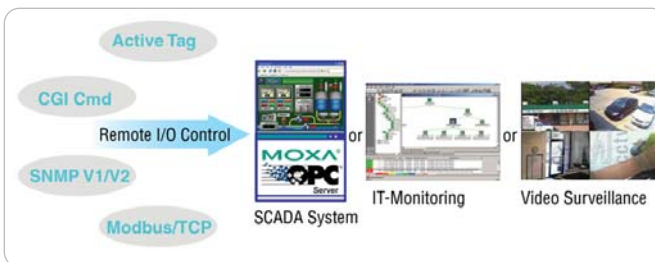 Active Tag
CGI Cmd
Remote I/O Control
SNMP V1/V2
Modbus/TCP
MOXA®
OPC
Server
or
or
SCADA System
IT-Monitoring
Video Surveillance